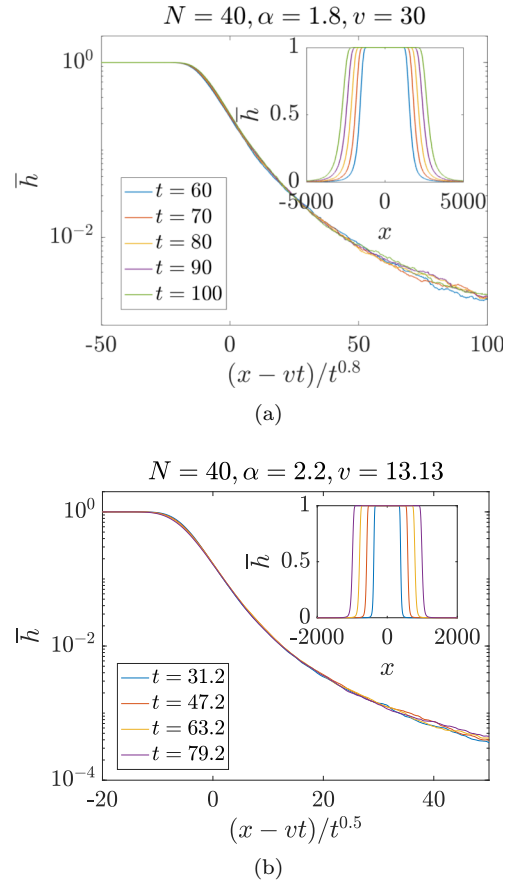 N = 40, α = 1.8, v = 30
10^0
10^{-2}
h̅
-50
0
50
100
(x − vt)/t^{0.8}
t = 60
t = 70
t = 80
t = 90
t = 100
1
0.5
0
h̅
-5000
0
5000
x
(a)
N = 40, α = 2.2, v = 13.13
10^0
10^{-2}
10^{-4}
h̅
-20
0
20
40
(x − vt)/t^{0.5}
t = 31.2
t = 47.2
t = 63.2
t = 79.2
1
0.5
0
h̅
-2000
0
2000
x
(b)